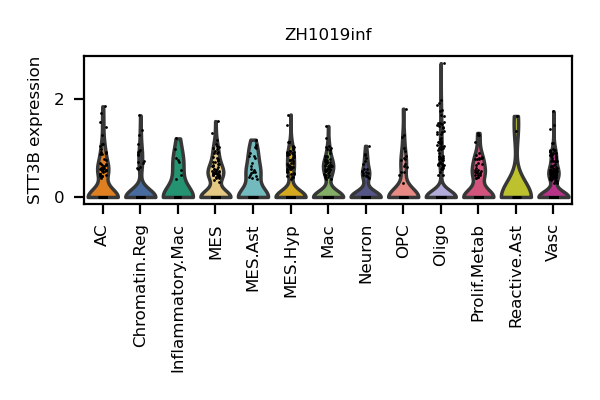 ZH1019inf
STT3B expression
2
0
AC
Chromatin.Reg
Inflammatory.Mac
MES
MES.Ast
MES.Hyp
Mac
Neuron
OPC
Oligo
Prolif.Metab
Reactive.Ast
Vasc